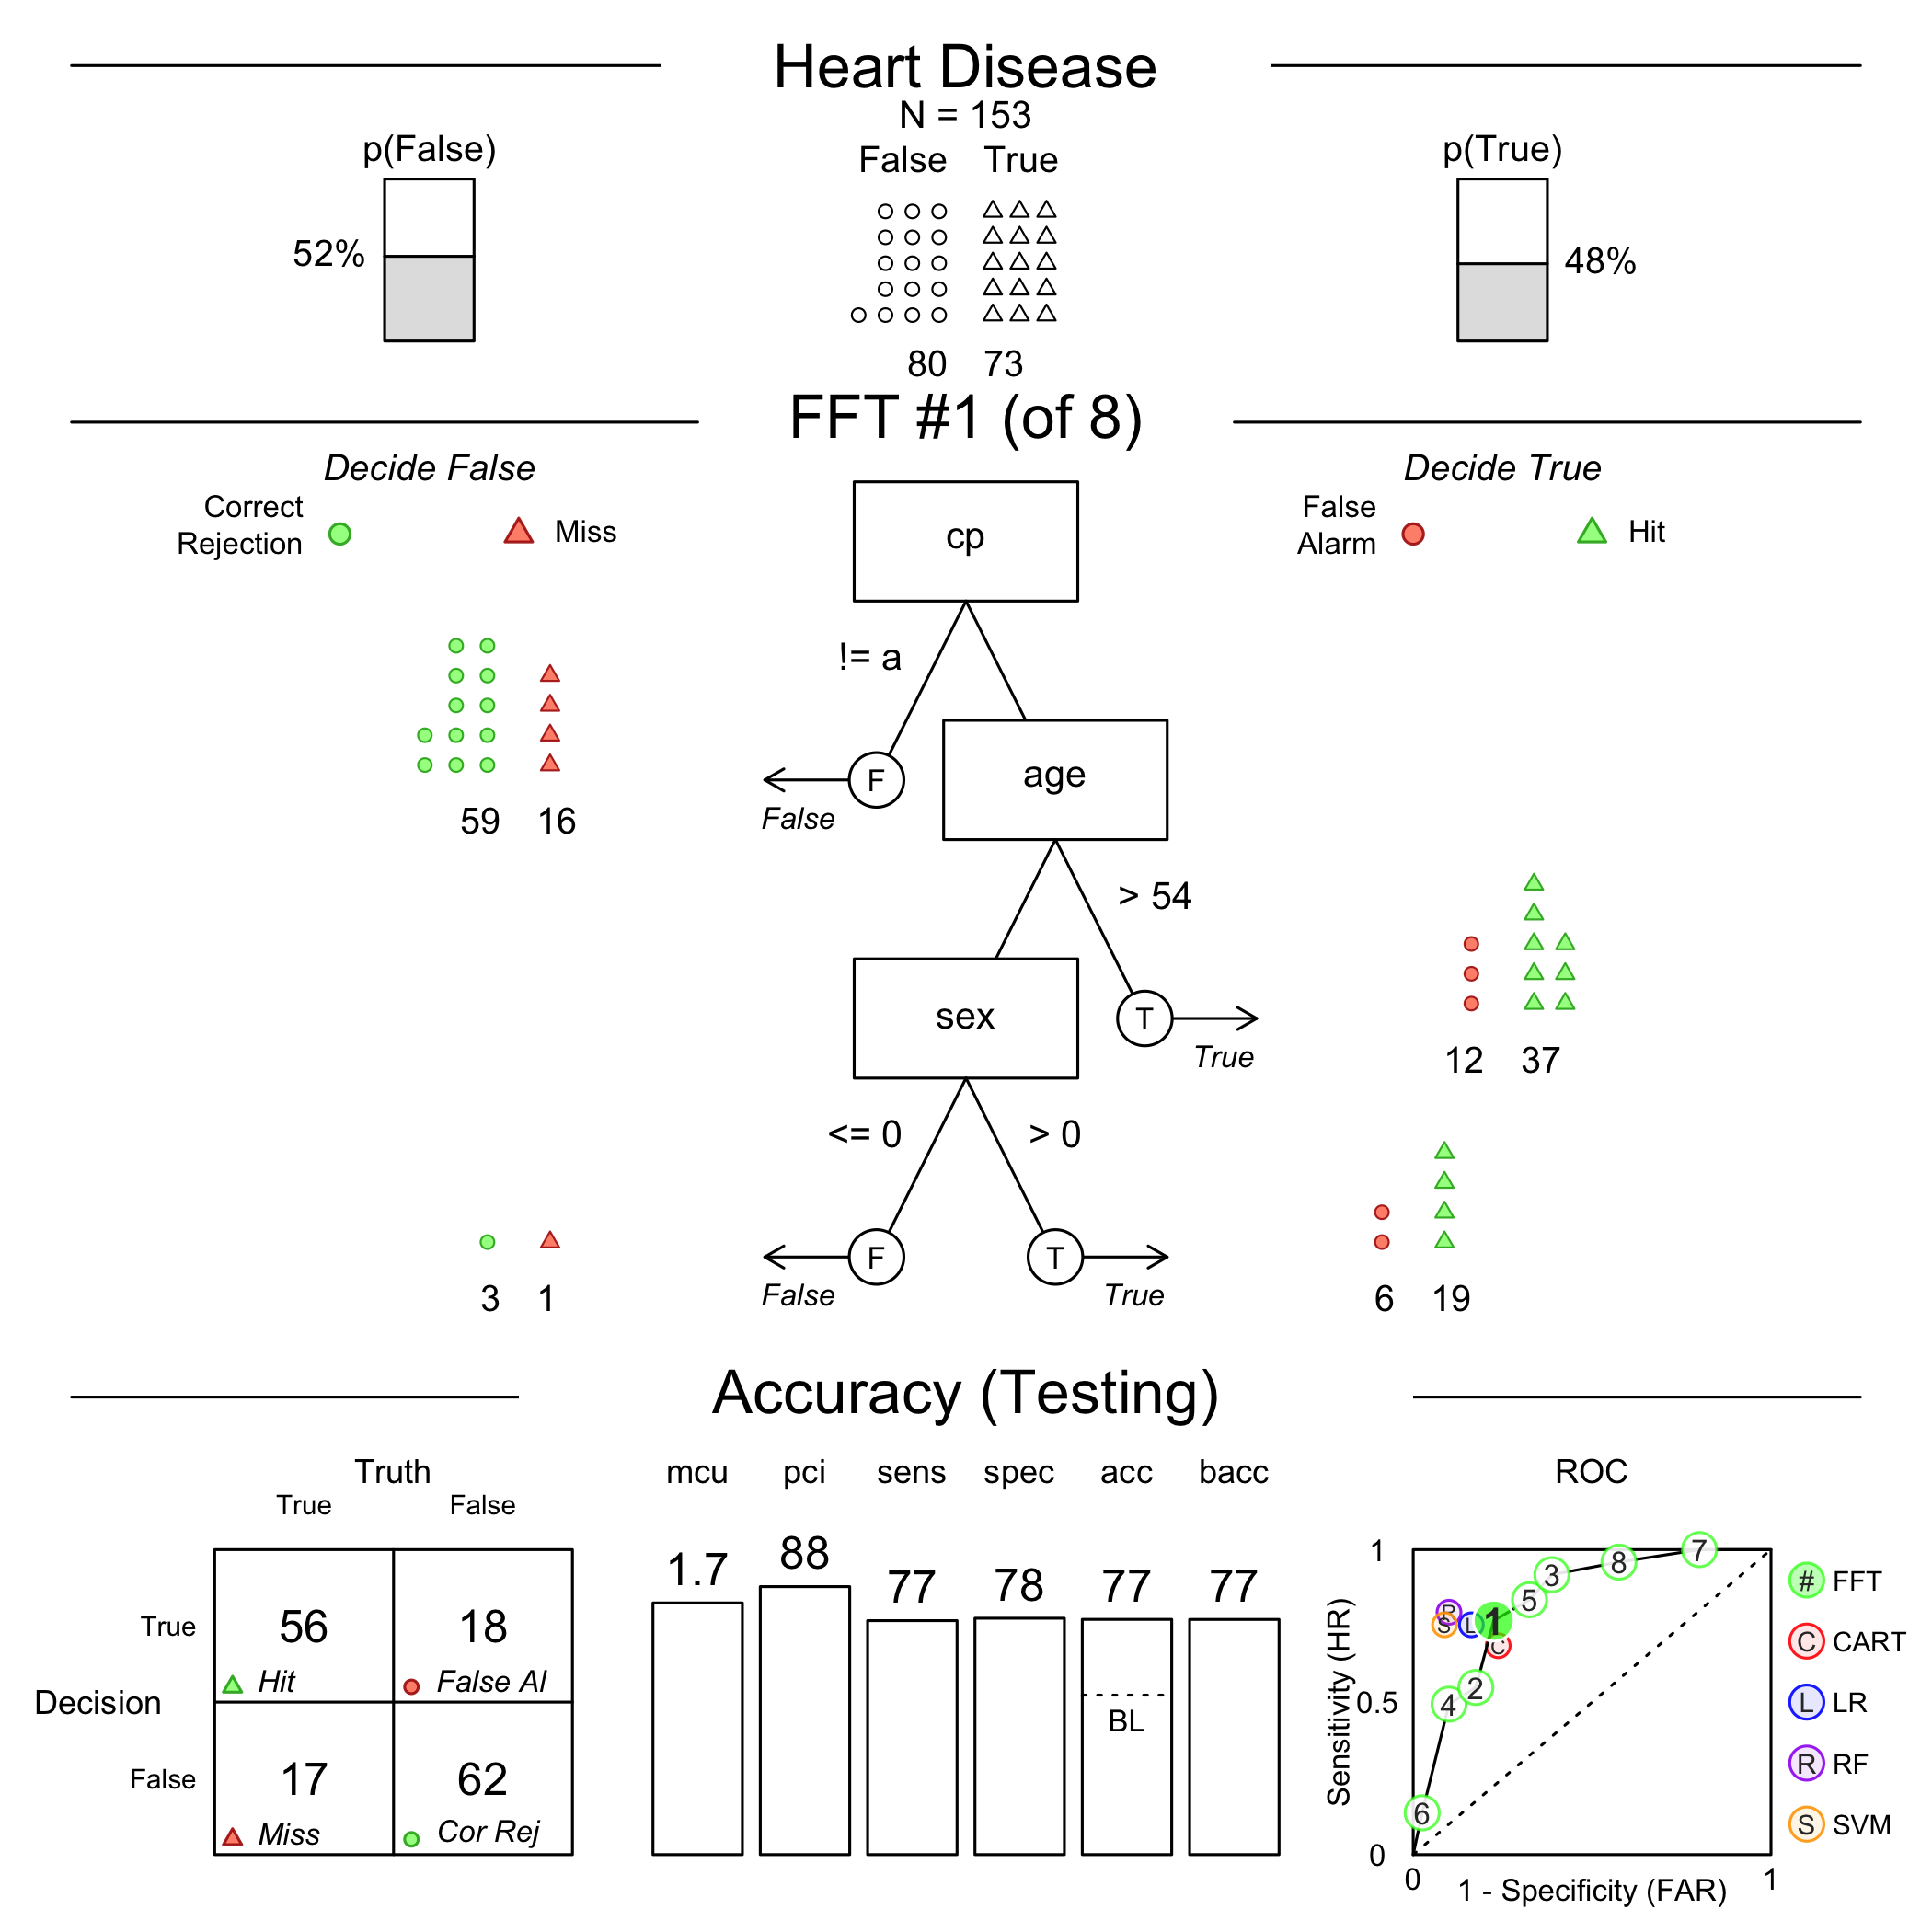 Heart Disease
N = 153
p(False)
p(True)
False True
52%
48%
80 73
FFT #1 (of 8)
Decide False
Decide True
Correct
Rejection
Miss
False
Alarm
Hit
cp
!= a
F
False
59 16
age
> 54
T
True
12 37
sex
<= 0
> 0
F
False
T
True
3 1
6 19
Accuracy (Testing)
Truth
True False
Decision
True
56
Hit
18
False Al
False
17
Miss
62
Cor Rej
mcu pci sens spec acc bacc
1.7 88 77 78 77 77
BL
ROC
Sensitivity (HR)
1
0.5
0
0 1
1 - Specificity (FAR)
7
8
3
5
R
S
L
1
C
2
4
6
# FFT
C CART
L LR
R RF
S SVM